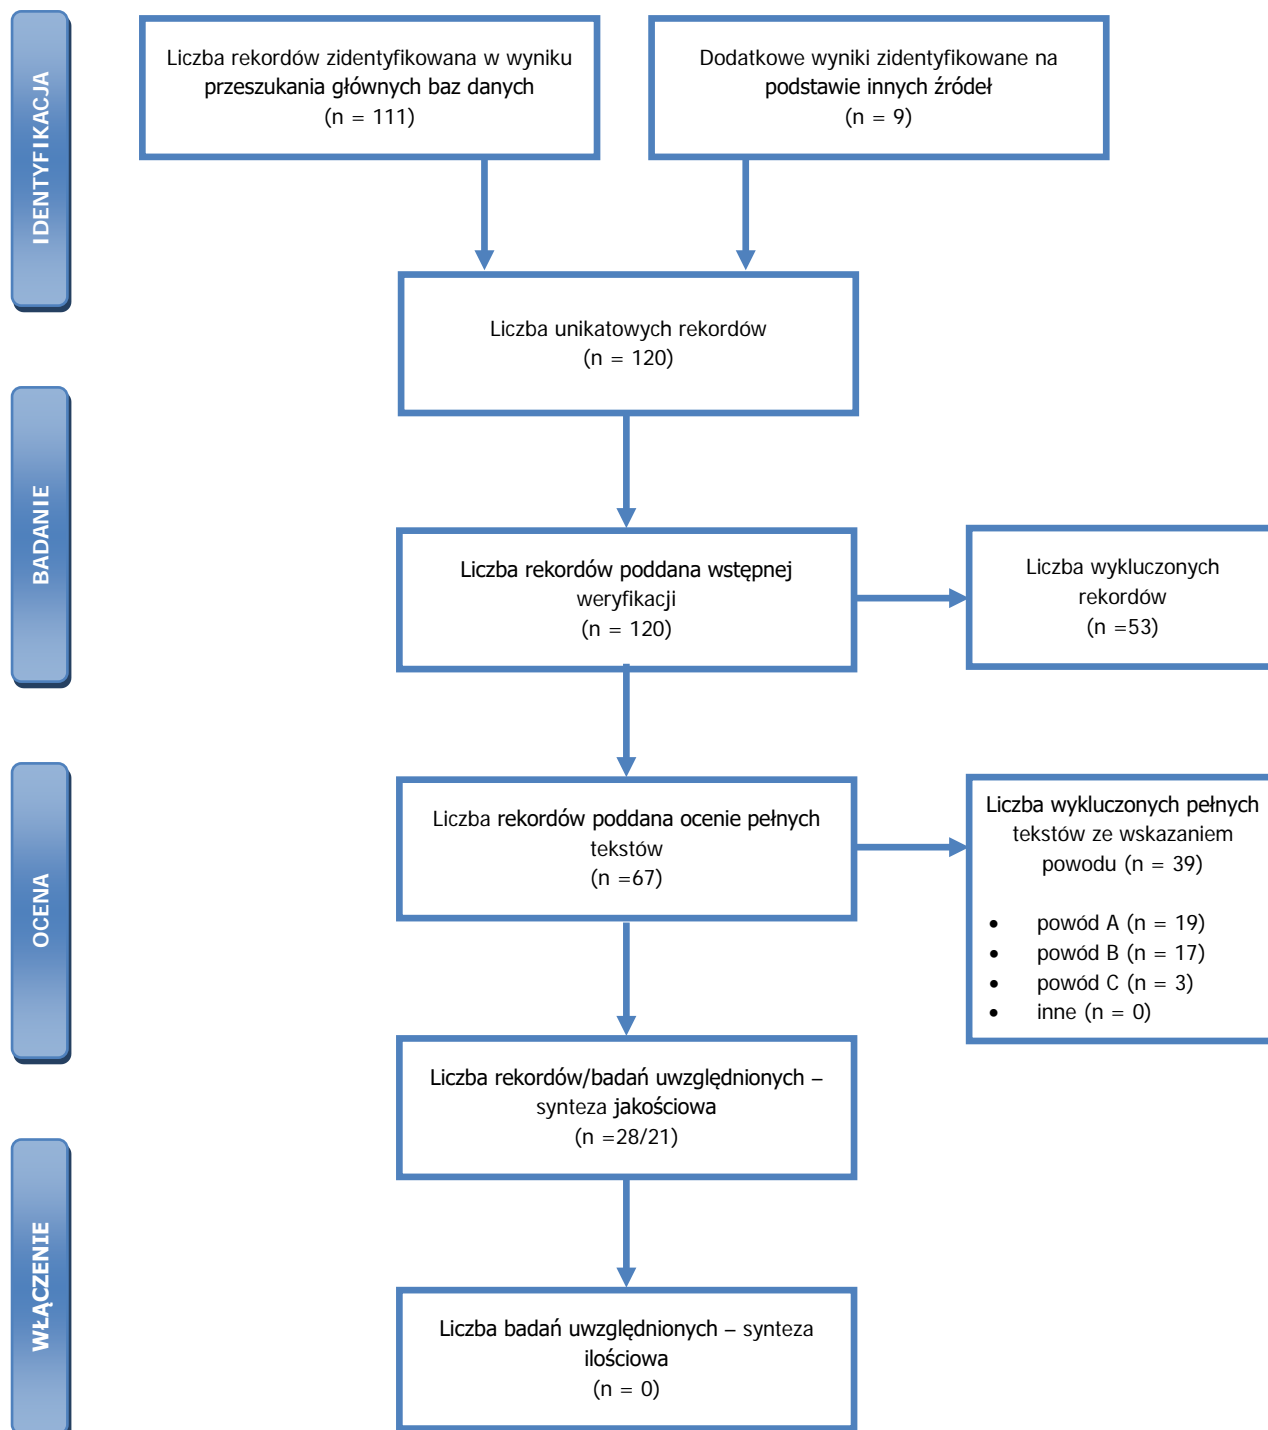 IDENTYFIKACJA
Liczba rekordów zidentyfikowana w wyniku
przeszukania głównych baz danych
(n = 111)
Dodatkowe wyniki zidentyfikowane na
podstawie innych źródeł
(n = 9)
Liczba unikatowych rekordów
(n = 120)
BADANIE
Liczba rekordów poddana wstępnej
weryfikacji
(n = 120)
Liczba wykluczonych
rekordów
(n =53)
OCENA
Liczba rekordów poddana ocenie pełnych
tekstów
(n =67)
Liczba wykluczonych pełnych
tekstów ze wskazaniem
powodu (n = 39)
• powód A (n = 19)
• powód B (n = 17)
• powód C (n = 3)
• inne (n = 0)
Liczba rekordów/badań uwzględnionych –
synteza jakościowa
(n =28/21)
WŁĄCZENIE
Liczba badań uwzględnionych – synteza
ilościowa
(n = 0)